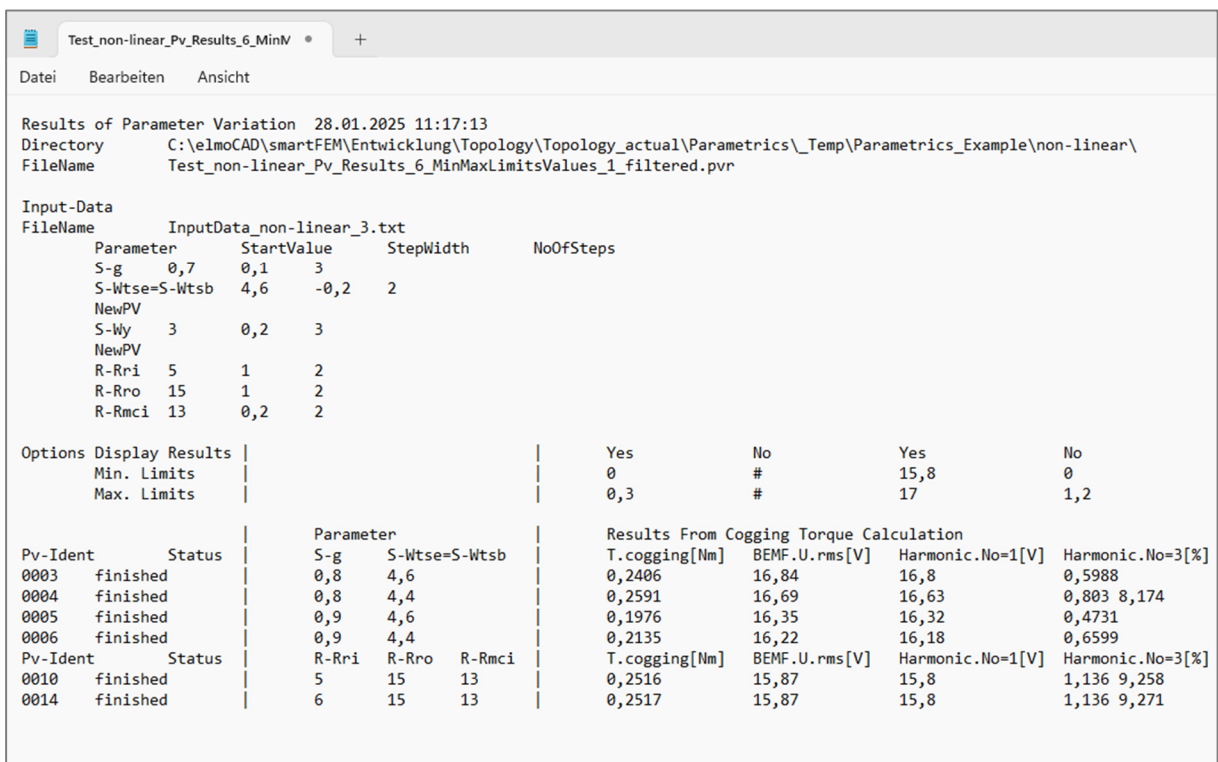 Test_non-linear_Pv_Results_6_MinM
Datei Bearbeiten Ansicht
Results of Parameter Variation 28.01.2025 11:17:13
Directory C:\elmoCAD\smartFEM\Entwicklung\Topology\Topology_actual\Parametrics\_Temp\Parametrics_Example\non-linear\
FileName Test_non-linear_Pv_Results_6_MinMaxLimitsValues_1_filtered.pvr
Input-Data
FileName InputData_non-linear_3.txt
Parameter StartValue StepWidth NoOfSteps
S-g 0,7 0,1 3
S-Wtse=S-Wtsb 4,6 -0,2 2
NewPV
S-Wy 3 0,2 3
NewPV
R-Rri 5 1 2
R-Rro 15 1 2
R-Rmci 13 0,2 2
Options Display Results | | Yes No Yes No
Min. Limits | | 0 # 15,8 0
Max. Limits | | 0,3 # 17 1,2
| Parameter | Results From Cogging Torque Calculation
Pv-Ident Status | S-g S-Wtse=S-Wtsb | T.cogging[Nm] BEMF.U.rms[V] Harmonic.No=1[V] Harmonic.No=3[%]
0003 finished | 0,8 4,6 | 0,2406 16,84 16,8 0,5988
0004 finished | 0,8 4,4 | 0,2591 16,69 16,63 0,803 8,174
0005 finished | 0,9 4,6 | 0,1976 16,35 16,32 0,4731
0006 finished | 0,9 4,4 | 0,2135 16,22 16,18 0,6599
Pv-Ident Status | R-Rri R-Rro R-Rmci | T.cogging[Nm] BEMF.U.rms[V] Harmonic.No=1[V] Harmonic.No=3[%]
0010 finished | 5 15 13 | 0,2516 15,87 15,8 1,136 9,258
0014 finished | 6 15 13 | 0,2517 15,87 15,8 1,136 9,271